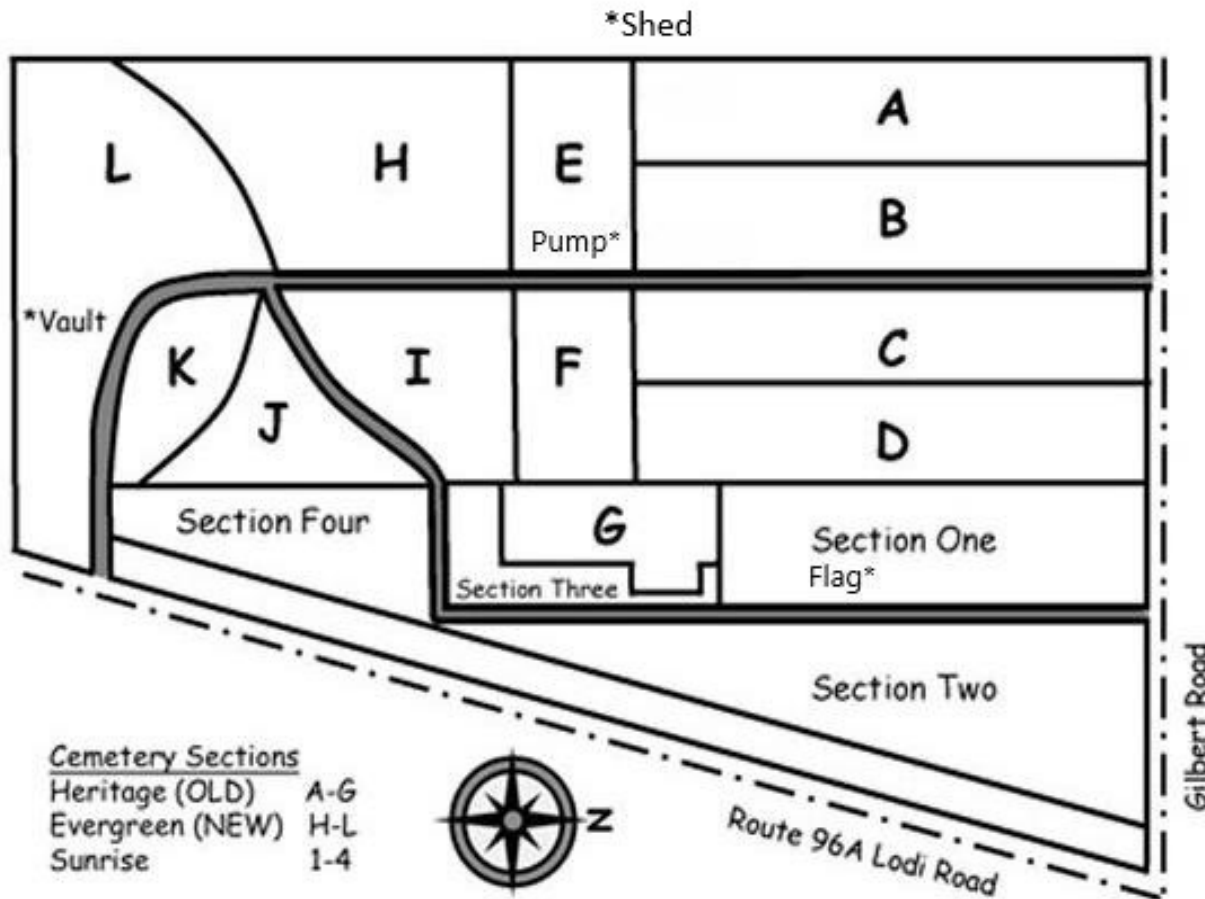 *Shed
A
L
H
E
B
Pump*
*Vault
K
I
F
C
J
D
Section Four
G
Section One
Flag*
Section Three
Section Two
Gilbert Road
Cemetery Sections
Heritage (OLD) A-G
Evergreen (NEW) H-L
Sunrise 1-4
N
Route 96A Lodi Road